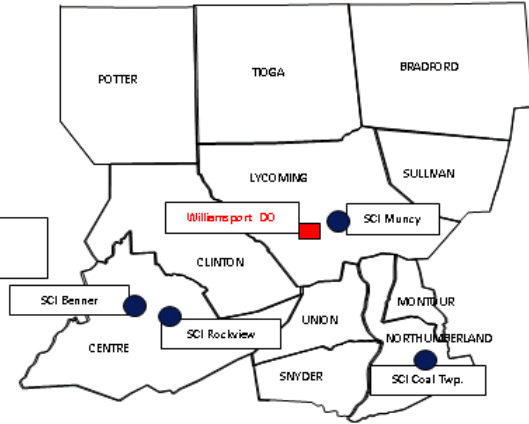 POTTER
TIOGA
BRADFORD
LYCOMING
SULLIVAN
Williamsport DO
SCI Muncy
CLINTON
SCI Benner
MONTOUR
UNION
SCI Rockview
NORTHUMBERLAND
CENTRE
SNYDER
SCI Coal Twp.